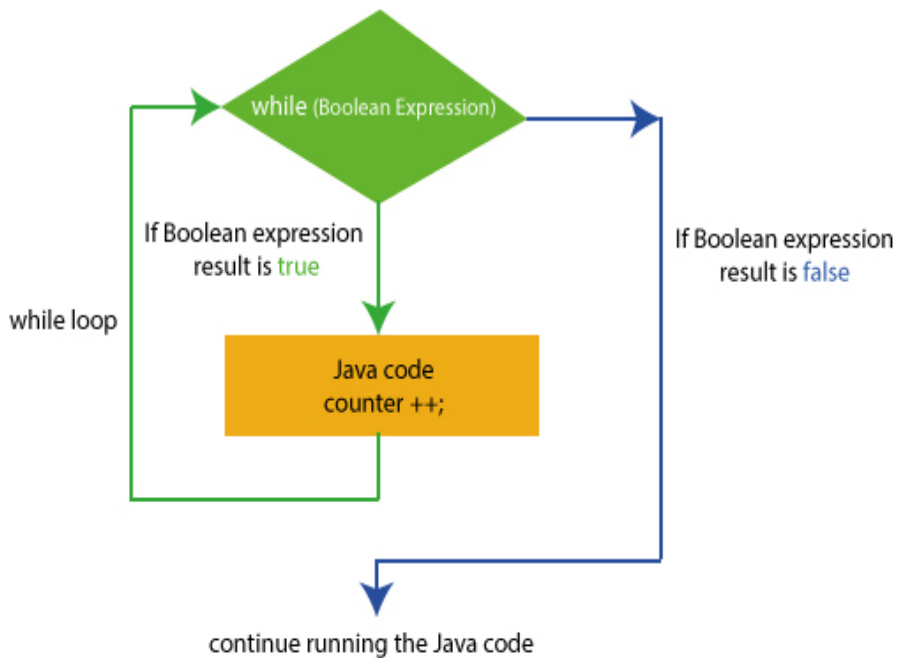 while (Boolean Expression)
If Boolean expression
result is true
If Boolean expression
result is false
while loop
Java code
counter ++;
continue running the Java code